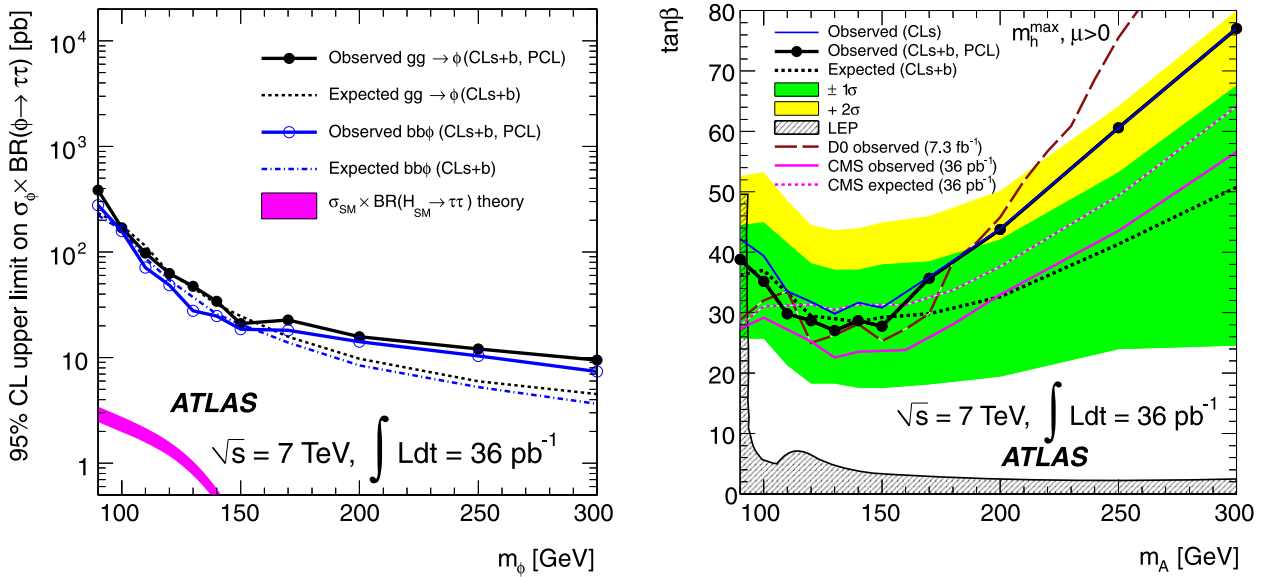 95% CL upper limit on σϕ × BR(ϕ→ ττ) [pb]
10⁴
10³
10²
10
1
Observed gg → ϕ (CLs+b, PCL)
Expected gg → ϕ (CLs+b)
Observed bbϕ (CLs+b, PCL)
Expected bbϕ (CLs+b)
σSM × BR(HSM → ττ) theory
ATLAS
√s = 7 TeV, ∫ Ldt = 36 pb⁻¹
100 150 200 250 300
mϕ [GeV]
tanβ
80
70
60
50
40
30
20
10
0
mhmax, μ>0
Observed (CLs)
Observed (CLs+b, PCL)
Expected (CLs+b)
± 1σ
+ 2σ
LEP
D0 observed (7.3 fb⁻¹)
CMS observed (36 pb⁻¹)
CMS expected (36 pb⁻¹)
√s = 7 TeV, ∫ Ldt = 36 pb⁻¹
ATLAS
100 150 200 250 300
mA [GeV]